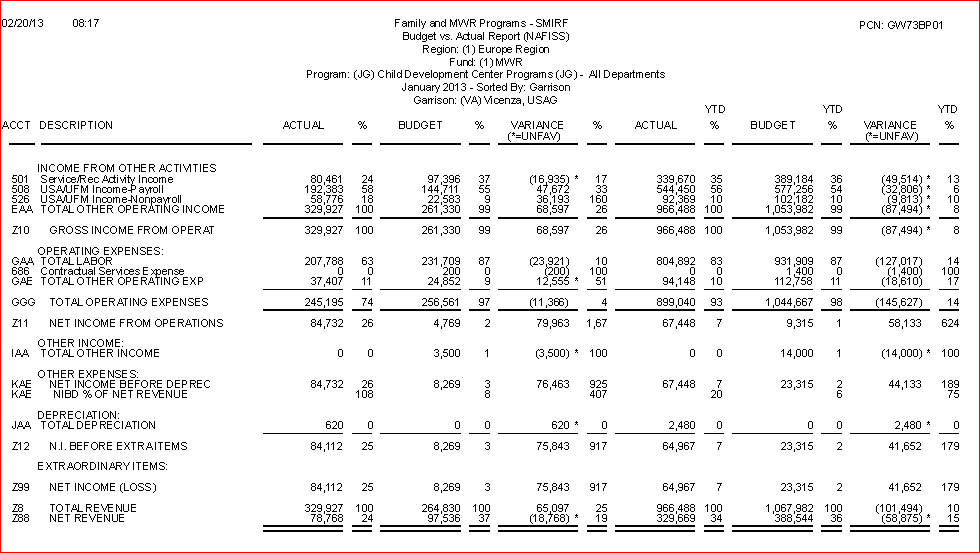 02/20/13 08:17 Family and MWR Programs - SMIRF PCN: GW73BP01
Budget vs. Actual Report (NAFISS)
Region: (1) Europe Region
Fund: (1) MWR
Program: (JG) Child Development Center Programs (JG) - All Departments
January 2013 - Sorted By: Garrison
Garrison: (VA) Vicenza, USAG
YTD YTD YTD
ACCT DESCRIPTION ACTUAL % BUDGET % VARIANCE % ACTUAL % BUDGET % VARIANCE %
(*=UNFAV) (*=UNFAV)
INCOME FROM OTHER ACTIVITIES
501 Service/Rec Activity Income 80,461 24 97,396 37 (16,935) * 17 339,670 35 389,184 36 (49,514) * 13
508 USA/UFM Income-Payroll 192,383 58 144,711 55 47,672 33 544,450 56 577,256 54 (32,806) * 6
526 USA/UFM Income-Nonpayroll 58,776 18 22,583 9 36,193 160 92,369 10 102,182 10 (9,813) * 10
EAA TOTAL OTHER OPERATING INCOME 329,927 100 261,330 99 68,597 26 966,488 100 1,053,982 99 (87,494) * 8
Z10 GROSS INCOME FROM OPERAT 329,927 100 261,330 99 68,597 26 966,488 100 1,053,982 99 (87,494) * 8
OPERATING EXPENSES:
GAA TOTAL LABOR 207,788 63 231,709 87 (23,921) 10 804,892 83 931,909 87 (127,017) 14
686 Contractual Services Expense 0 0 200 0 (200) 100 0 0 1,400 0 (1,400) 100
GAE TOTAL OTHER OPERATING EXP 37,407 11 24,852 9 12,555 * 51 94,148 10 112,758 11 (18,610) 17
GGG TOTAL OPERATING EXPENSES 245,195 74 256,561 97 (11,366) 4 899,040 93 1,044,667 98 (145,627) 14
Z11 NET INCOME FROM OPERATIONS 84,732 26 4,769 2 79,963 1,67 67,448 7 9,315 1 58,133 624
OTHER INCOME:
IAA TOTAL OTHER INCOME 0 0 3,500 1 (3,500) * 100 0 0 14,000 1 (14,000) * 100
OTHER EXPENSES:
KAE NET INCOME BEFORE DEPREC 84,732 26 8,269 3 76,463 925 67,448 7 23,315 2 44,133 189
KAE NIBD % OF NET REVENUE 108 8 407 20 6 75
DEPRECIATION:
JAA TOTAL DEPRECIATION 620 0 0 0 620 * 0 2,480 0 0 0 2,480 * 0
Z12 N.I. BEFORE EXTRA ITEMS 84,112 25 8,269 3 75,843 917 64,967 7 23,315 2 41,652 179
EXTRAORDINARY ITEMS:
Z99 NET INCOME (LOSS) 84,112 25 8,269 3 75,843 917 64,967 7 23,315 2 41,652 179
Z8 TOTAL REVENUE 329,927 100 264,830 100 65,097 25 966,488 100 1,067,982 100 (101,494) 10
Z88 NET REVENUE 78,768 24 97,536 37 (18,768) * 19 329,669 34 388,544 36 (58,875) * 15